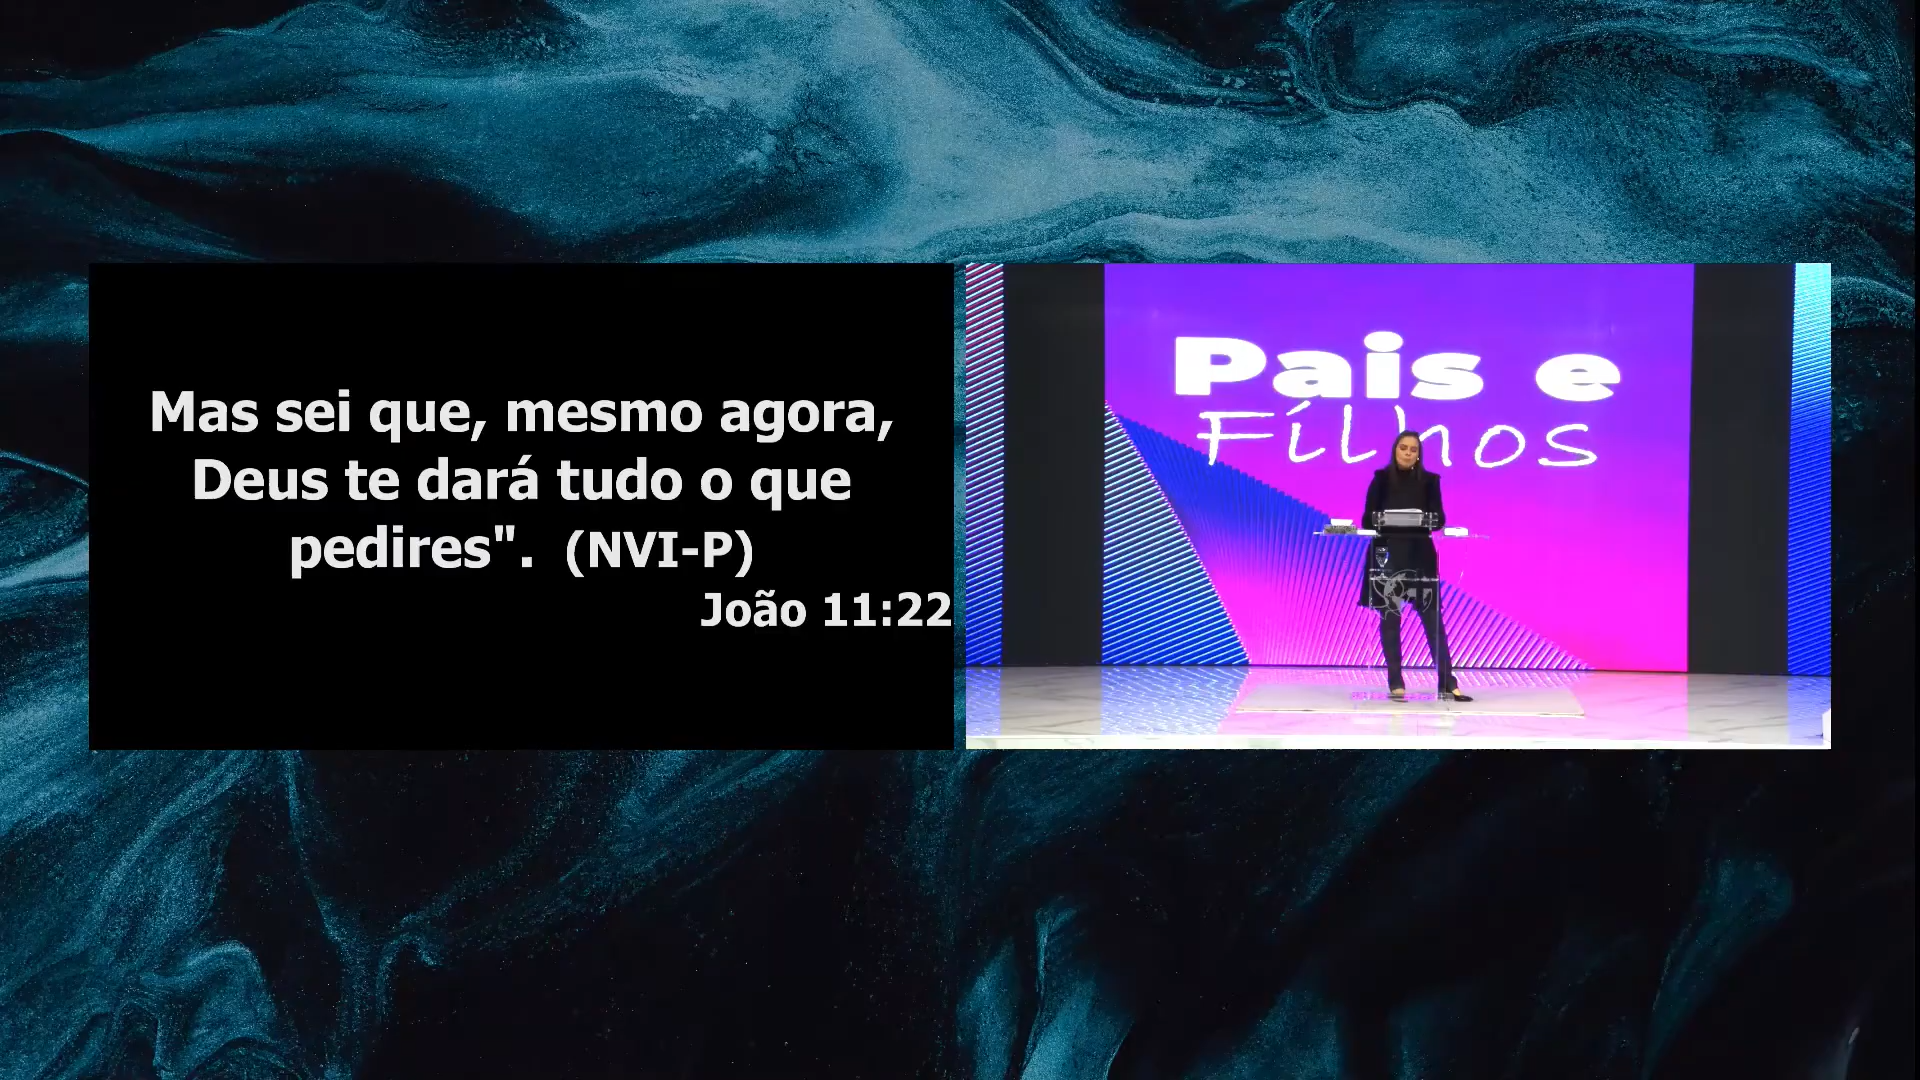 Mas sei que, mesmo agora,
Deus te dará tudo o que
pedires". (NVI-P)
João 11:22
Pais e
Filhos